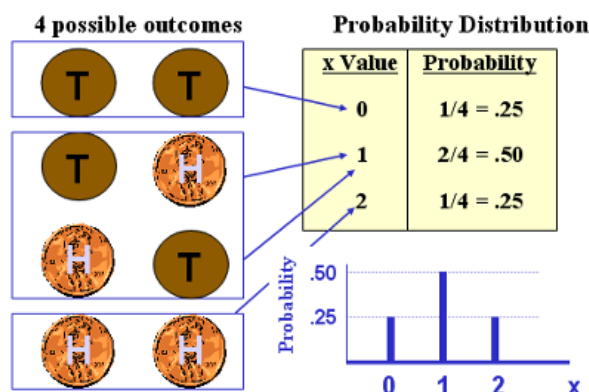 4 possible outcomes
Probability Distribution
T T
T H
H T
H H
x Value Probability
0 1/4 = .25
1 2/4 = .50
2 1/4 = .25
Probability
.50
.25
0 1 2 x